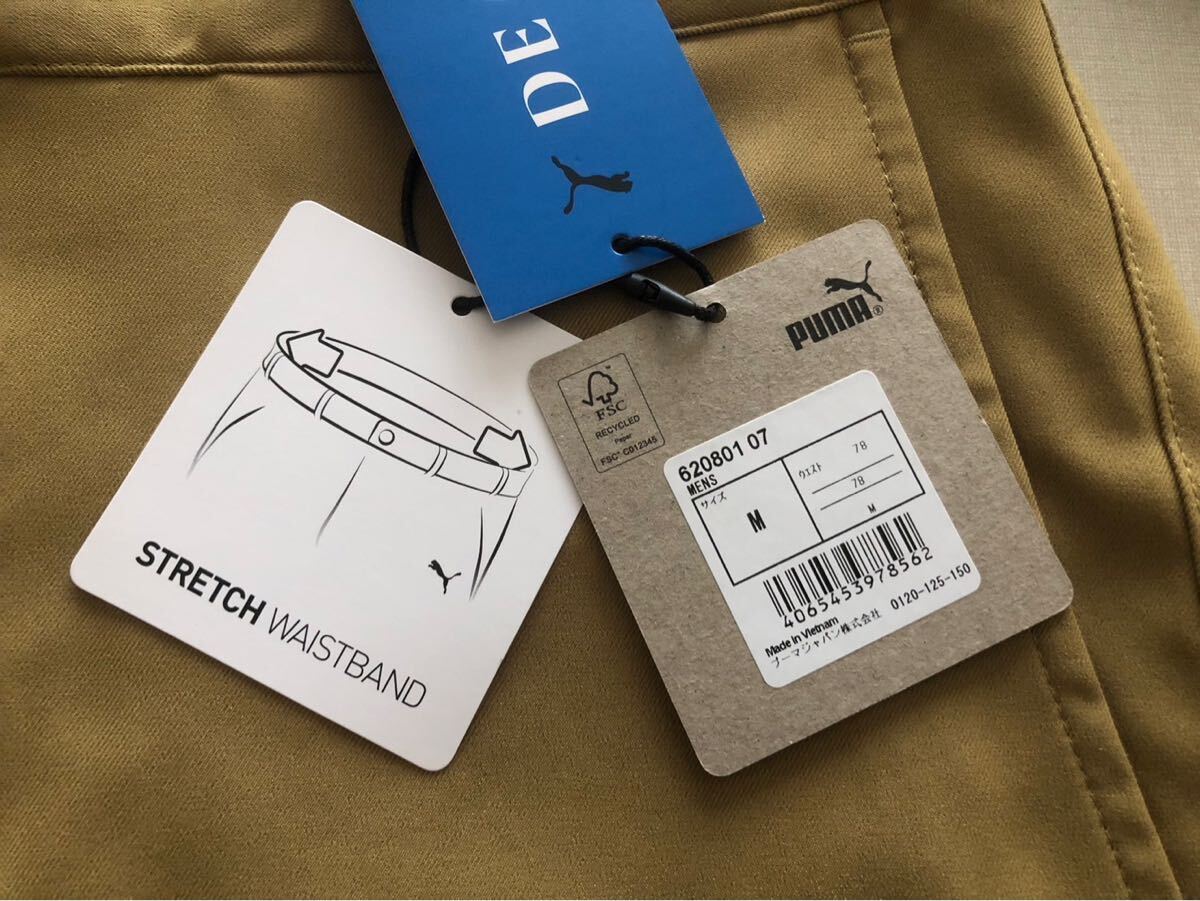 DE
STRETCH WAISTBAND
PUMA®
FSC™
RECYCLED
Paper
FSC® C012345
620801 07
MENS
サイズ
M
ウエスト
78
78
M
4065453978562
Made in Vietnam
プーマジャパン株式会社 0120-125-150